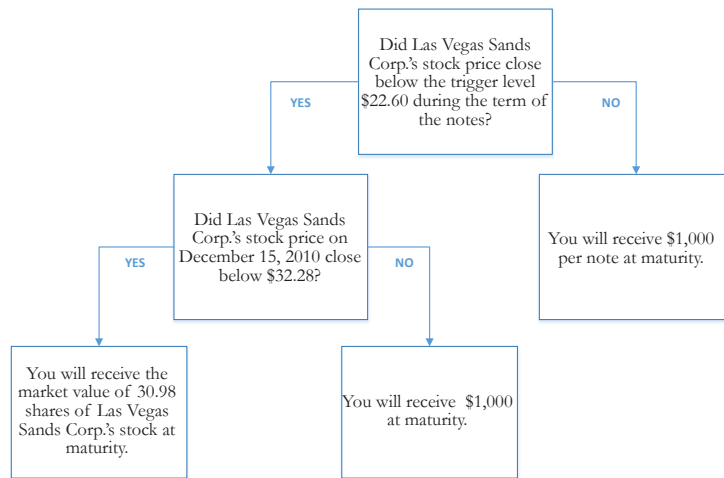 Did Las Vegas Sands
Corp.'s stock price close
below the trigger level
$22.60 during the term of
the notes?
YES
NO
Did Las Vegas Sands
Corp.'s stock price on
December 15, 2010 close
below $32.28?
You will receive $1,000
per note at maturity.
YES
NO
You will receive the
market value of 30.98
shares of Las Vegas
Sands Corp.'s stock at
maturity.
You will receive $1,000
at maturity.